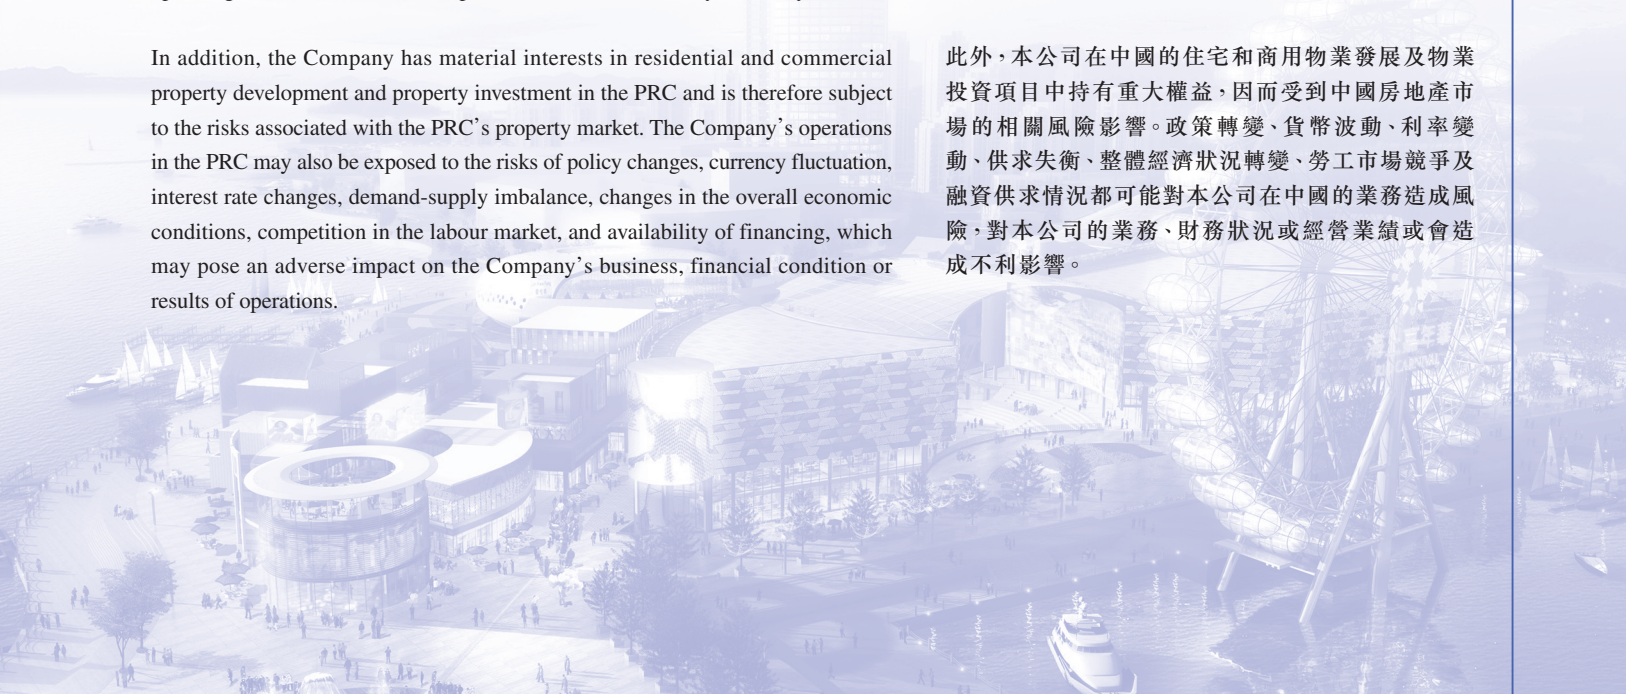 In addition, the Company has material interests in residential and commercial
property development and property investment in the PRC and is therefore subject
to the risks associated with the PRC’s property market. The Company’s operations
in the PRC may also be exposed to the risks of policy changes, currency fluctuation,
interest rate changes, demand-supply imbalance, changes in the overall economic
conditions, competition in the labour market, and availability of financing, which
may pose an adverse impact on the Company’s business, financial condition or
results of operations.
此外，本公司在中國的住宅和商用物業發展及物業
投資項目中持有重大權益，因而受到中國房地產市
場的相關風險影響。政策轉變、貨幣波動、利率變
動、供求失衡、整體經濟狀況轉變、勞工市場競爭及
融資供求情況都可能對本公司在中國的業務造成風
險，對本公司的業務、財務狀況或經營業績或會造
成不利影響。